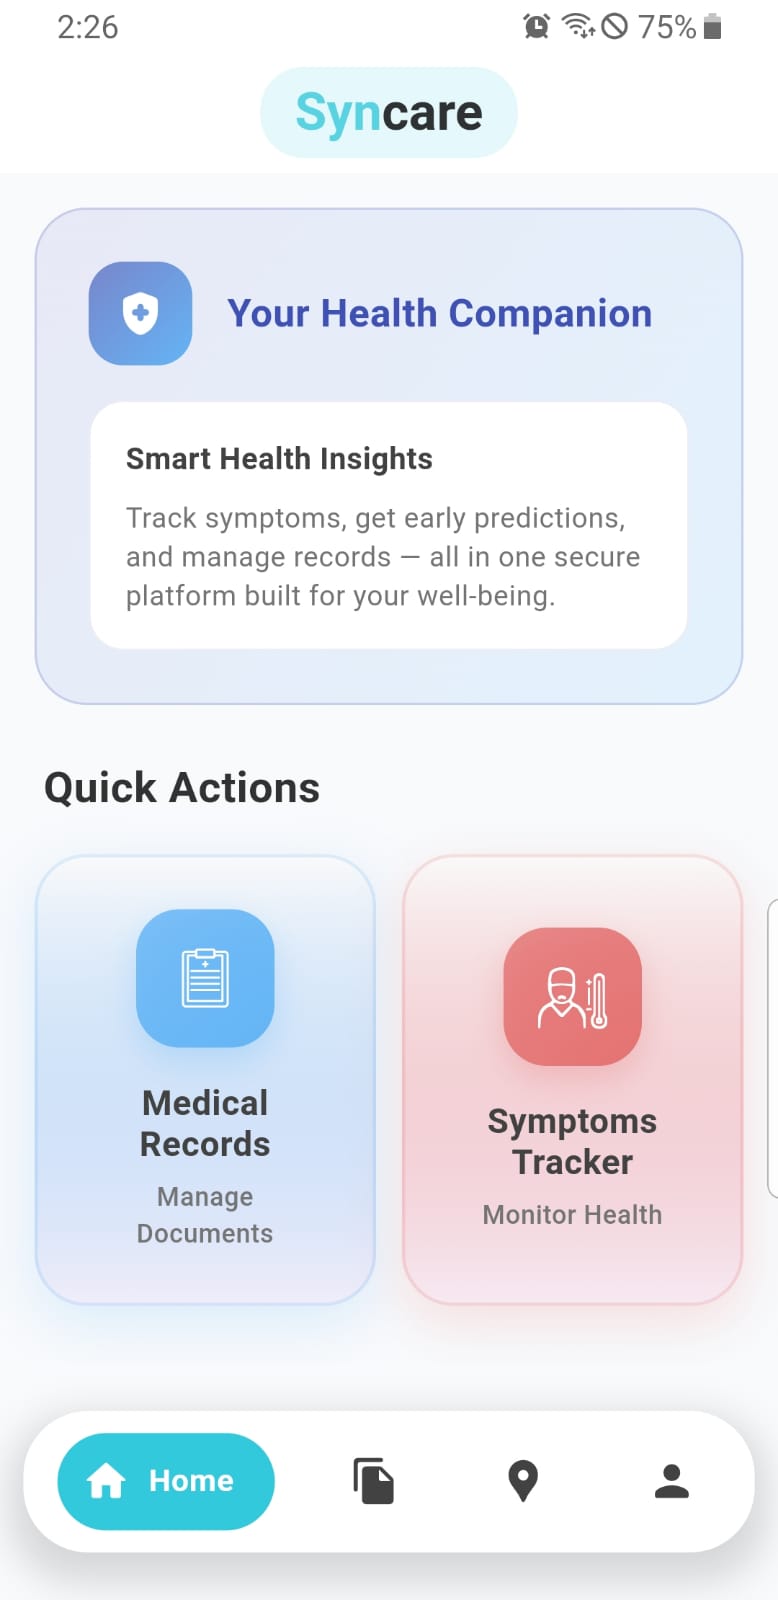 2:26
75%
Syncare
Your Health Companion
Smart Health Insights
Track symptoms, get early predictions,
and manage records — all in one secure
platform built for your well-being.
Quick Actions
Medical
Records
Manage
Documents
Symptoms
Tracker
Monitor Health
Home